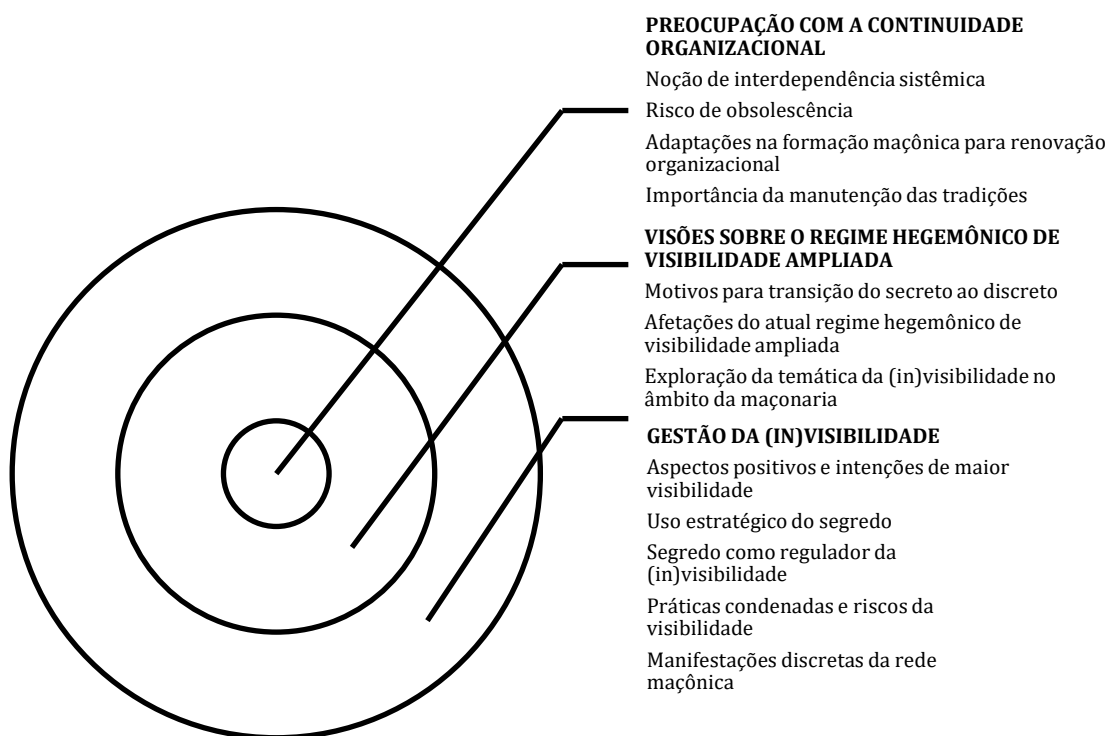 PREOCUPAÇÃO COM A CONTINUIDADE
ORGANIZACIONAL
Noção de interdependência sistêmica
Risco de obsolescência
Adaptações na formação maçônica para renovação
organizacional
Importância da manutenção das tradições
VISÕES SOBRE O REGIME HEGEMÔNICO DE
VISIBILIDADE AMPLIADA
Motivos para transição do secreto ao discreto
Afetações do atual regime hegemônico de
visibilidade ampliada
Exploração da temática da (in)visibilidade no
âmbito da maçonaria
GESTÃO DA (IN)VISIBILIDADE
Aspectos positivos e intenções de maior
visibilidade
Uso estratégico do segredo
Segredo como regulador da
(in)visibilidade
Práticas condenadas e riscos da
visibilidade
Manifestações discretas da rede
maçônica